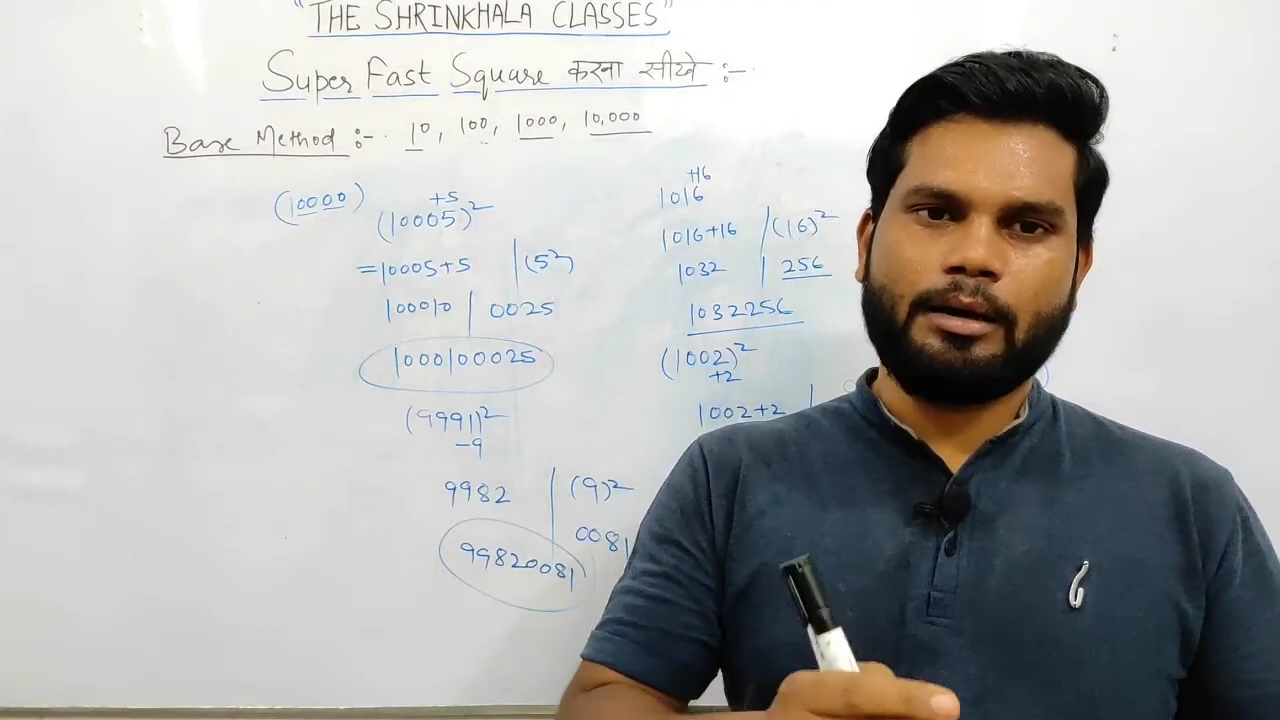 "THE SHRINKHALA CLASSES"
Super Fast Square करना सीखे :-
Base Method :- 10, 100, 1000, 10,000
(10000)
+5
(10005)²
=10005+5 | (5²)
100010 | 0025
1000100025
(9991)²
-9
9982 | (9)²
0081
99820081
+16
1016
1016+16 | (16)²
1032 | 256
1032256
(1002)²
+2
1002+2 |